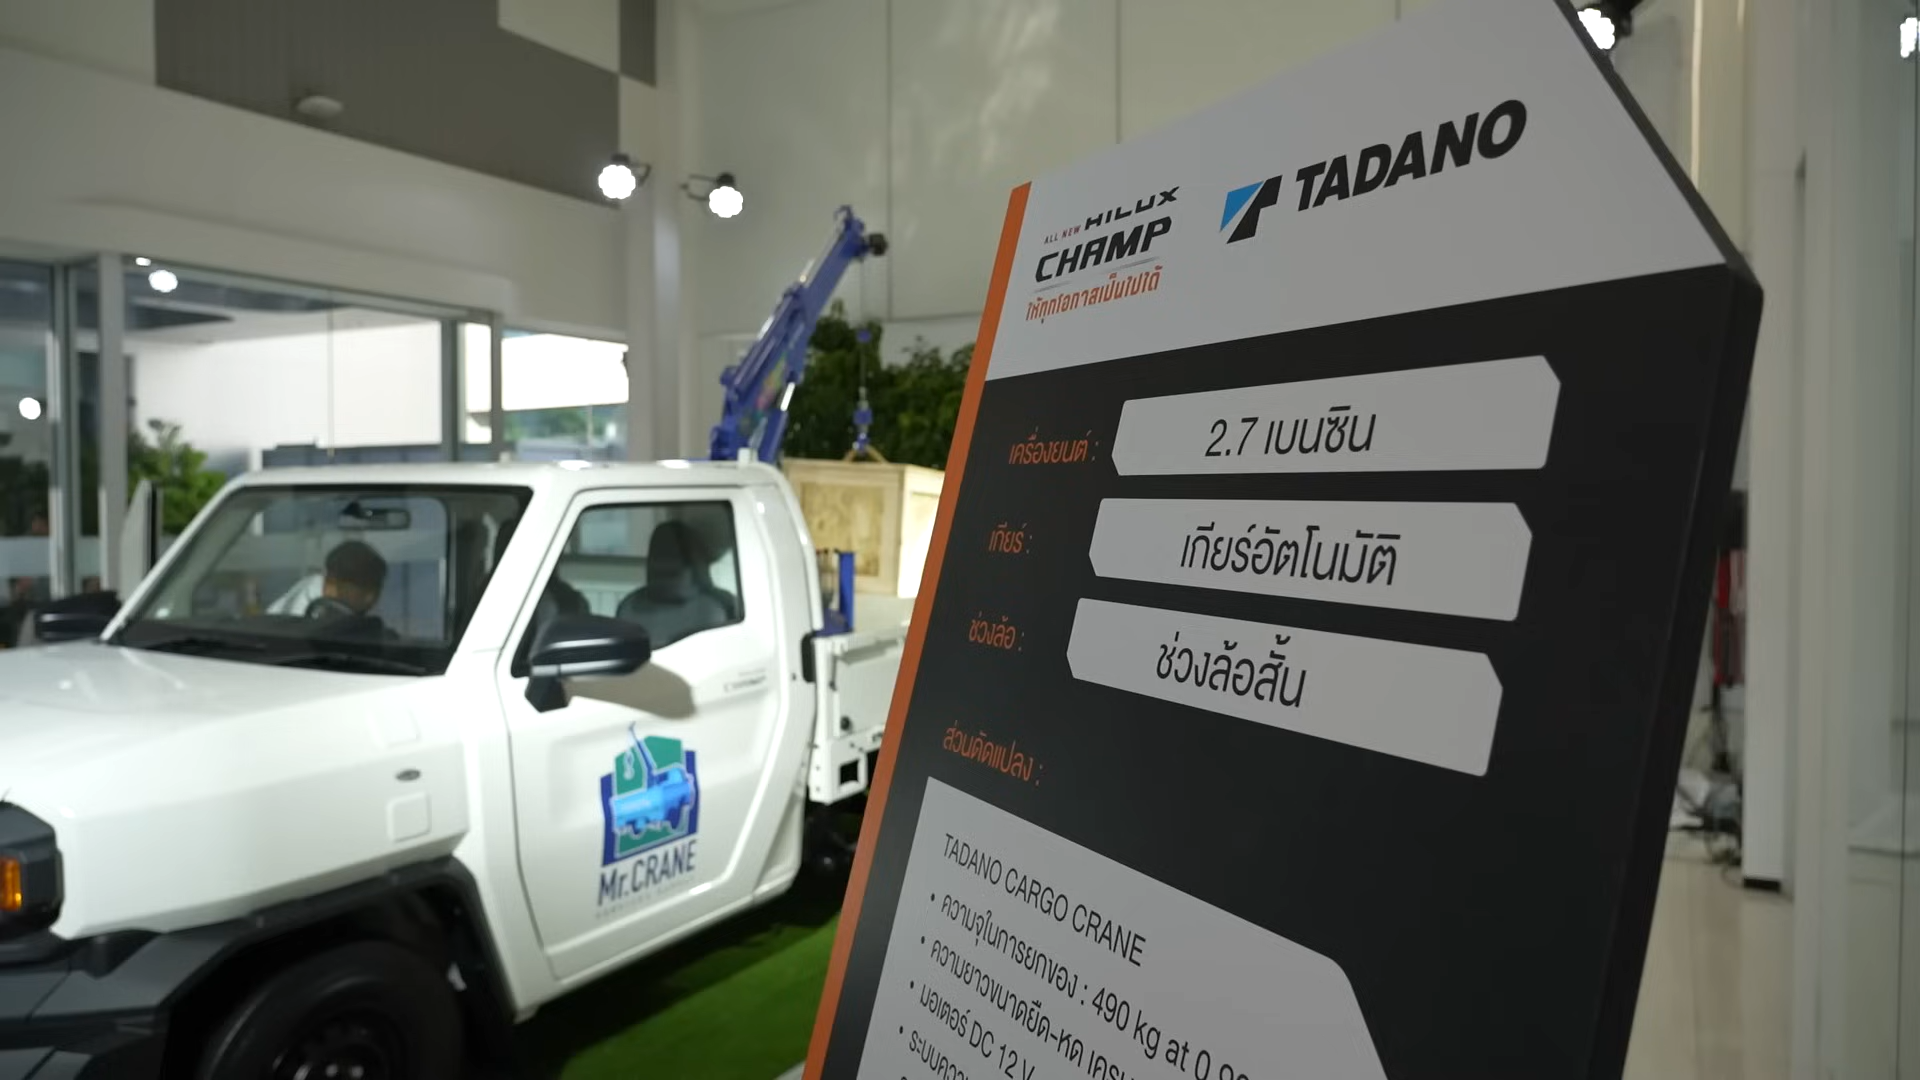 ALL NEW HILUX
CHAMP
ให้ทุกโอกาสเป็นไปได้
TADANO
เครื่องยนต์ : 2.7 เบนซิน
เกียร์ : เกียร์อัตโนมัติ
ช่วงล้อ : ช่วงล้อสั้น
ส่วนดัดแปลง :
TADANO CARGO CRANE
• ความจุในการยกของ : 490 kg at
• ความยาวขนาดยืด-หด
• มอเตอร์ DC 12 V
Mr.CRANE